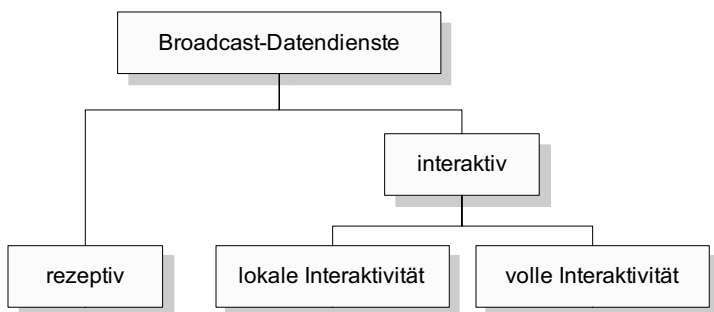 Broadcast-Datendienste
interaktiv
rezeptiv
lokale Interaktivität
volle Interaktivität